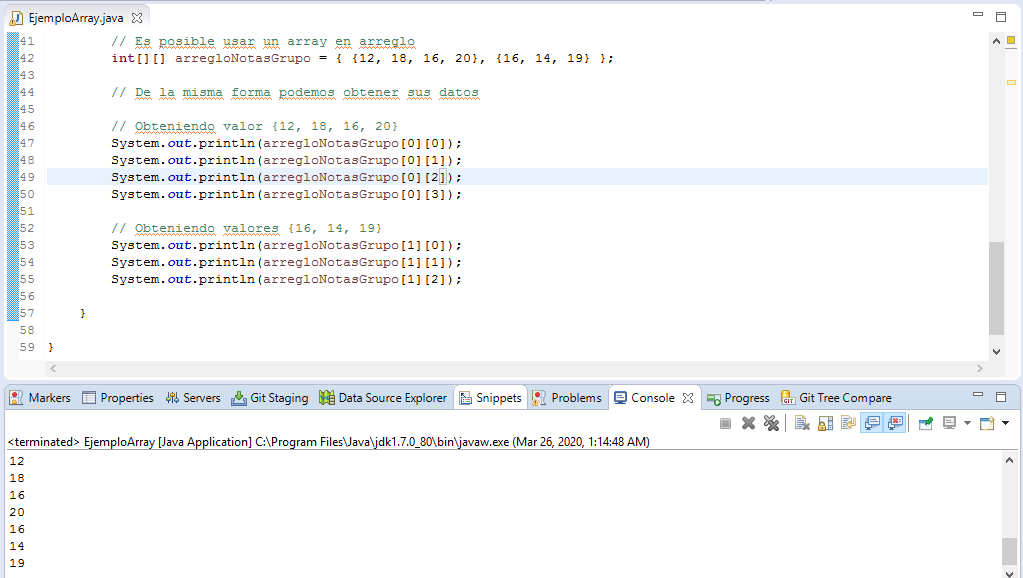 EjemploArray.java
41 // Es posible usar un array en arreglo
42 int[][] arregloNotasGrupo = { {12, 18, 16, 20}, {16, 14, 19} };
43
44 // De la misma forma podemos obtener sus datos
45
46 // Obteniendo valor {12, 18, 16, 20}
47 System.out.println(arregloNotasGrupo[0][0]);
48 System.out.println(arregloNotasGrupo[0][1]);
49 System.out.println(arregloNotasGrupo[0][2]);
50 System.out.println(arregloNotasGrupo[0][3]);
51
52 // Obteniendo valores {16, 14, 19}
53 System.out.println(arregloNotasGrupo[1][0]);
54 System.out.println(arregloNotasGrupo[1][1]);
55 System.out.println(arregloNotasGrupo[1][2]);
56
57 }
58
59 }
Markers Properties Servers Git Staging Data Source Explorer Snippets Problems Console Progress Git Tree Compare
<terminated> EjemploArray [Java Application] C:\Program Files\Java\jdk1.7.0_80\bin\javaw.exe (Mar 26, 2020, 1:14:48 AM)
12
18
16
20
16
14
19